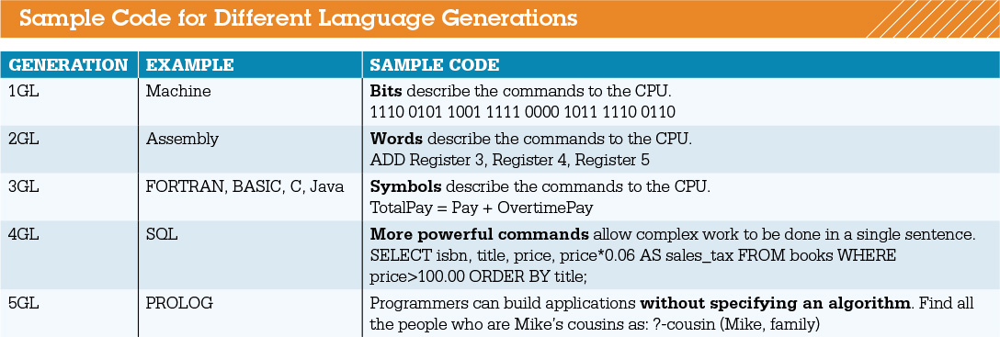 Sample Code for Different Language Generations
GENERATION EXAMPLE SAMPLE CODE
1GL Machine Bits describe the commands to the CPU.
1110 0101 1001 1111 0000 1011 1110 0110
2GL Assembly Words describe the commands to the CPU.
ADD Register 3, Register 4, Register 5
3GL FORTRAN, BASIC, C, Java Symbols describe the commands to the CPU.
TotalPay = Pay + OvertimePay
4GL SQL More powerful commands allow complex work to be done in a single sentence.
SELECT isbn, title, price, price*0.06 AS sales_tax FROM books WHERE
price>100.00 ORDER BY title;
5GL PROLOG Programmers can build applications without specifying an algorithm. Find all
the people who are Mike’s cousins as: ?-cousin (Mike, family)